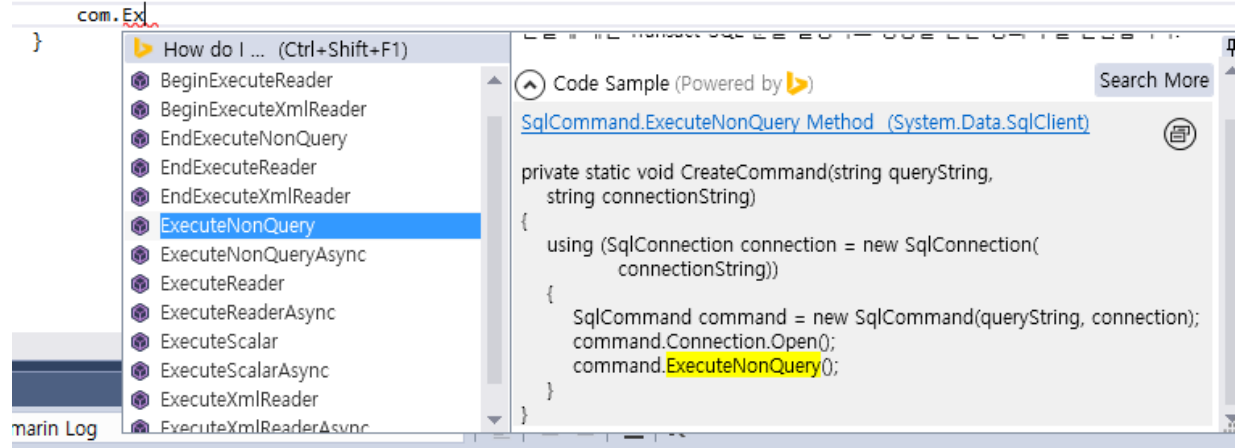 com.Ex
}
How do I ... (Ctrl+Shift+F1)
BeginExecuteReader
BeginExecuteXmlReader
EndExecuteNonQuery
EndExecuteReader
EndExecuteXmlReader
ExecuteNonQuery
ExecuteNonQueryAsync
ExecuteReader
ExecuteReaderAsync
ExecuteScalar
ExecuteScalarAsync
ExecuteXmlReader
ExecuteXmlReaderAsync
Transact-SQL
Code Sample (Powered by )
Search More
SqlCommand.ExecuteNonQuery Method (System.Data.SqlClient)
private static void CreateCommand(string queryString,
string connectionString)
{
using (SqlConnection connection = new SqlConnection(
connectionString))
{
SqlCommand command = new SqlCommand(queryString, connection);
command.Connection.Open();
command.ExecuteNonQuery();
}
}
marin Log